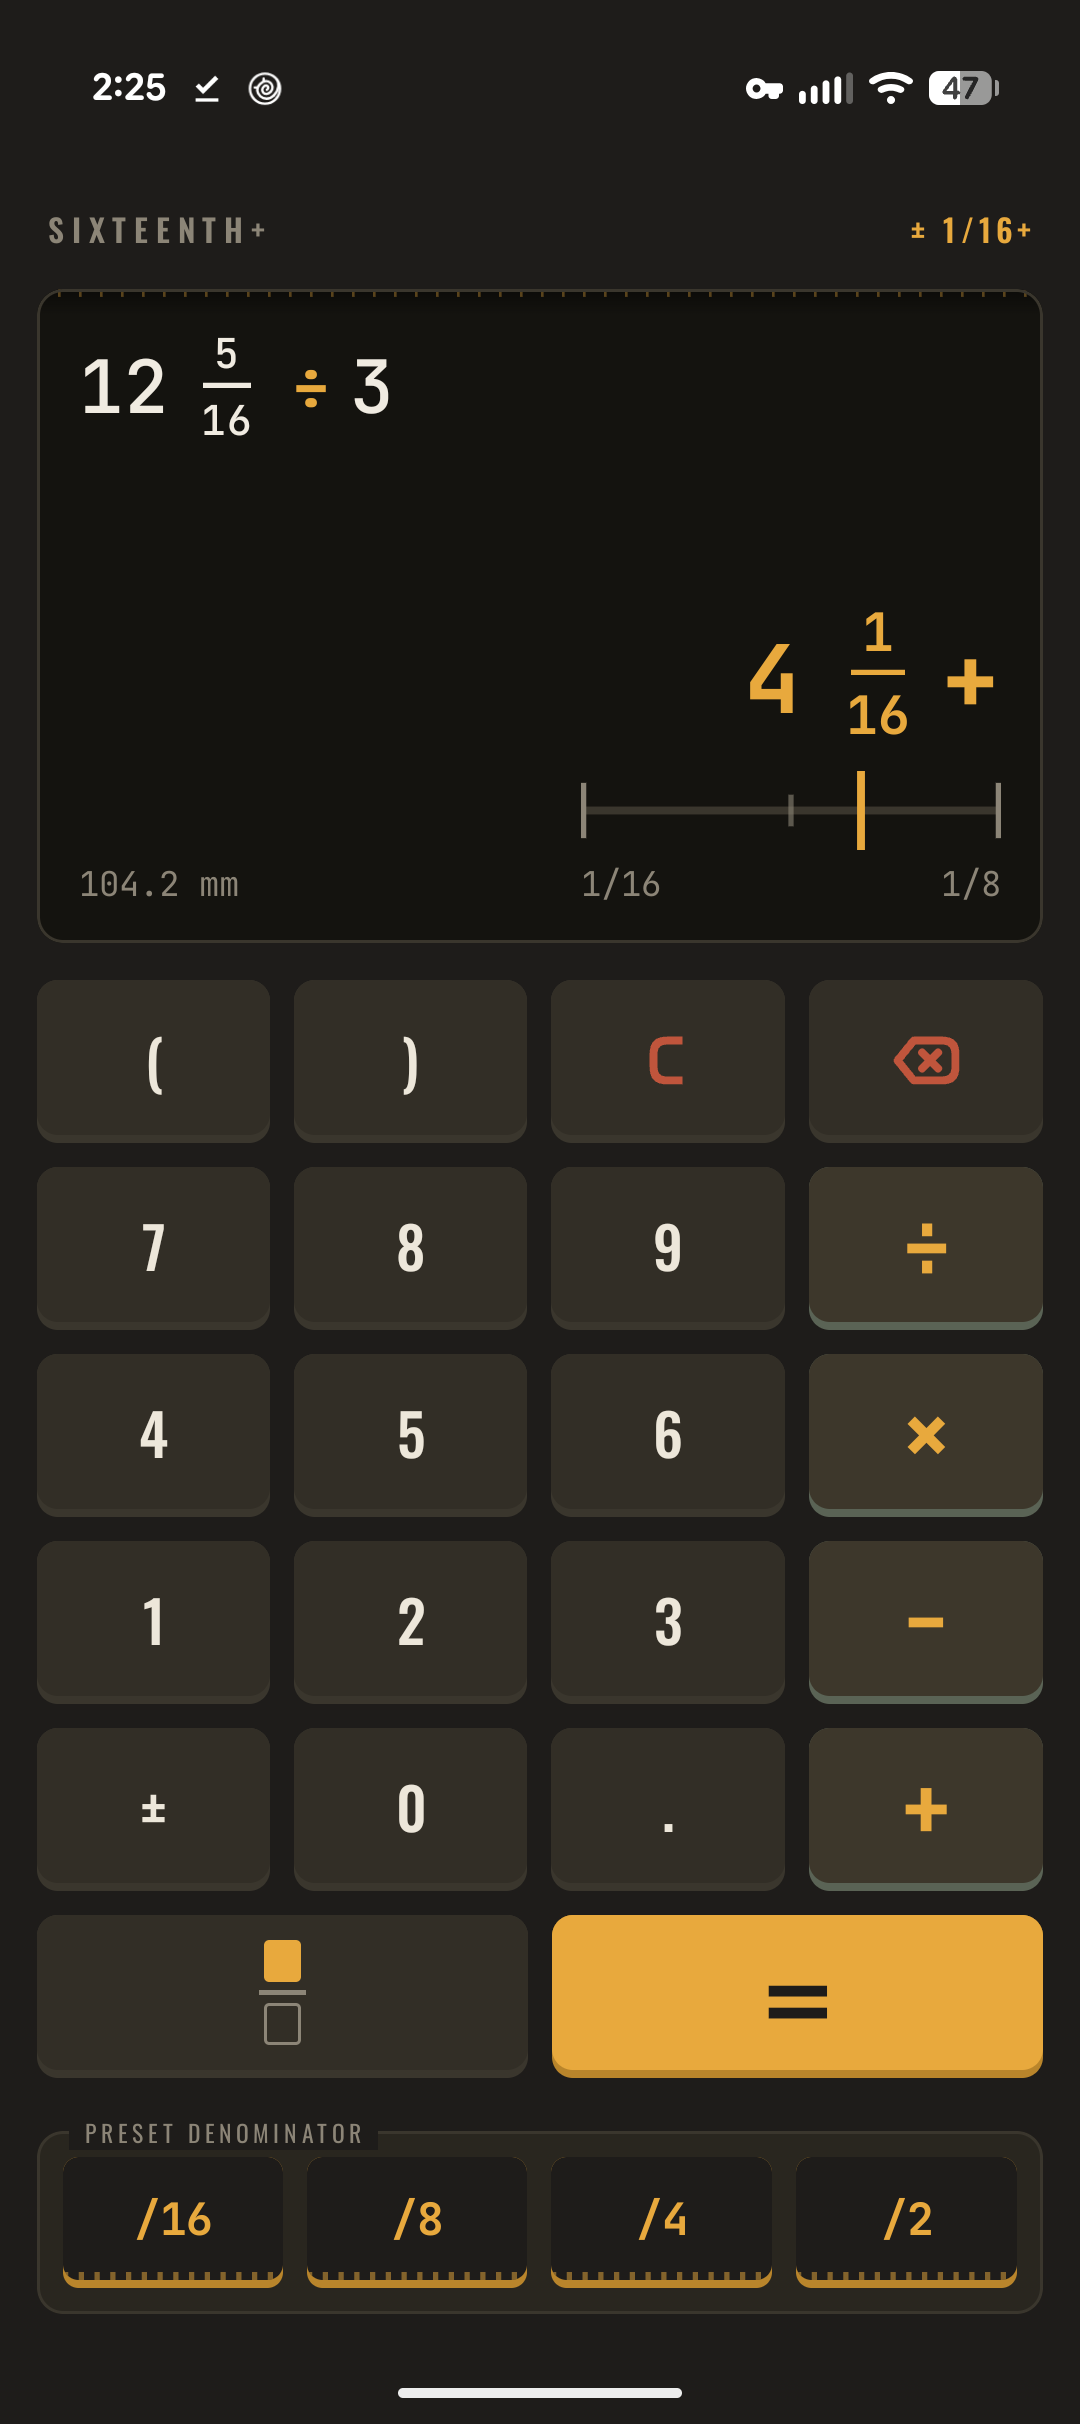 2:25 47
SIXTEENTH+ ± 1/16+
12 5/16 ÷ 3
4 1/16 +
104.2 mm 1/16 1/8
( ) C
7 8 9 ÷
4 5 6 ×
1 2 3 −
± 0 . +
=
PRESET DENOMINATOR
/16 /8 /4 /2